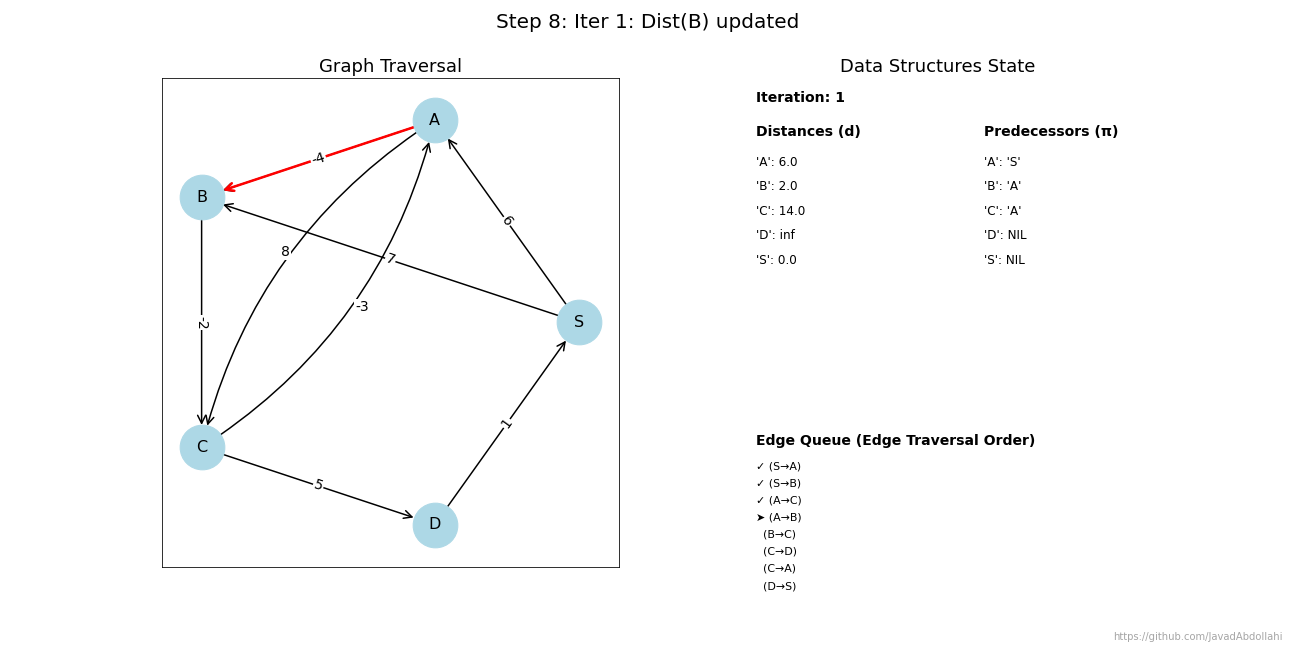 Step 8: Iter 1: Dist(B) updated
Graph Traversal
A
-4
B
6
8
7
-3
S
-2
C
5
1
D
Data Structures State
Iteration: 1
Distances (d)
'A': 6.0
'B': 2.0
'C': 14.0
'D': inf
'S': 0.0
Predecessors (π)
'A': 'S'
'B': 'A'
'C': 'A'
'D': NIL
'S': NIL
Edge Queue (Edge Traversal Order)
✓ (S→A)
✓ (S→B)
✓ (A→C)
➤ (A→B)
(B→C)
(C→D)
(C→A)
(D→S)
https://github.com/JavadAbdollahi